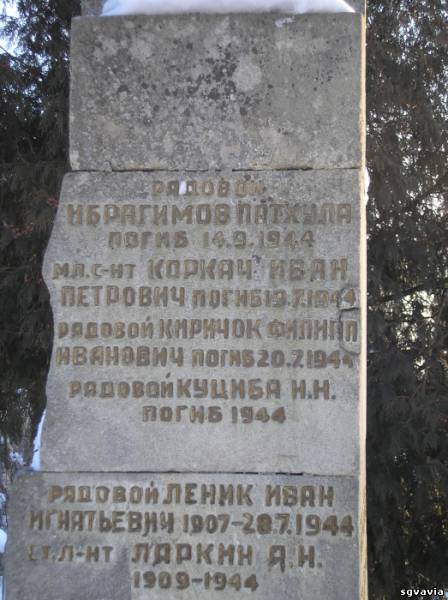 рядовой
ИБРАГИМОВ ПАТХУЛА
погиб 14.9.1944
мл. с-нт КОРКАЧ ИВАН
ПЕТРОВИЧ погиб 19.7.1944
рядовой КИРИЧОК ФИЛИПП
ИВАНОВИЧ погиб 20.7.1944
рядовой КУЦИБА Н.Н.
погиб 1944
рядовой ЛЕНИК ИВАН
ИГНАТЬЕВИЧ 1907-28.7.1944
ст. л-нт ЛАРКИН А.Н.
1909-1944
sgvavia